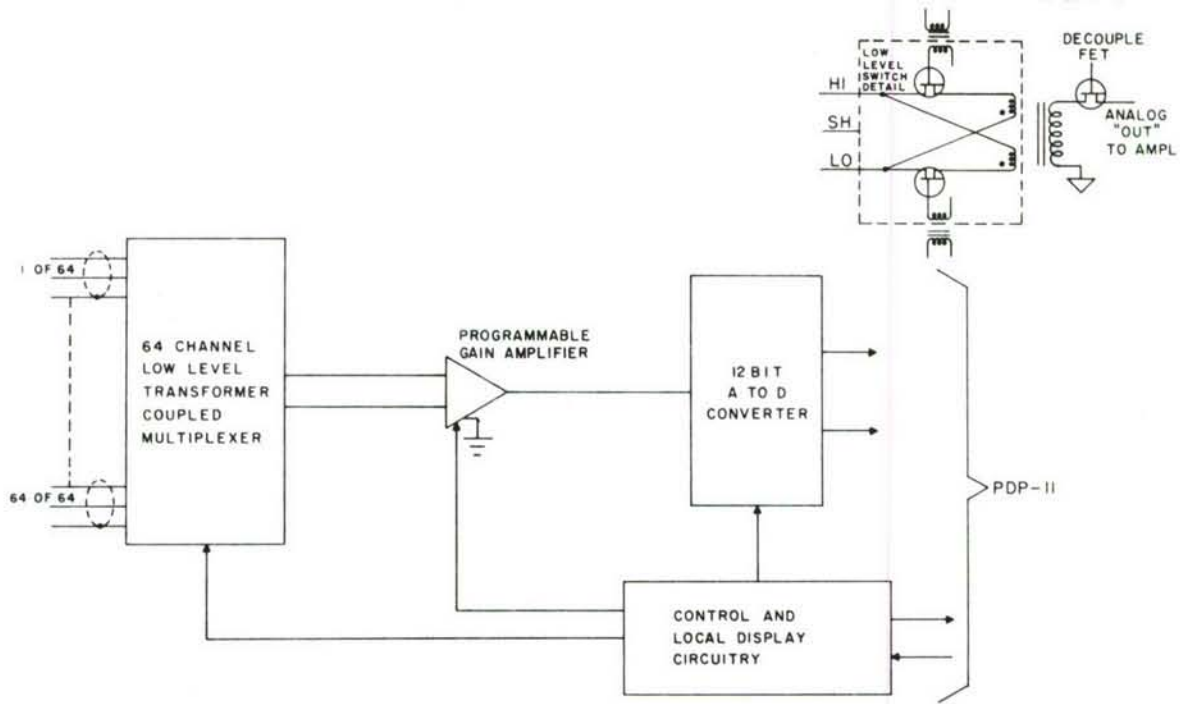 LOW
LEVEL
SWITCH
DETAIL
HI
SH
LO
DECOUPLE
FET
ANALOG
"OUT"
TO AMPL
1 OF 64
64 OF 64
64 CHANNEL
LOW LEVEL
TRANSFORMER
COUPLED
MULTIPLEXER
PROGRAMMABLE
GAIN AMPLIFIER
12 BIT
A TO D
CONVERTER
PDP-11
CONTROL AND
LOCAL DISPLAY
CIRCUITRY